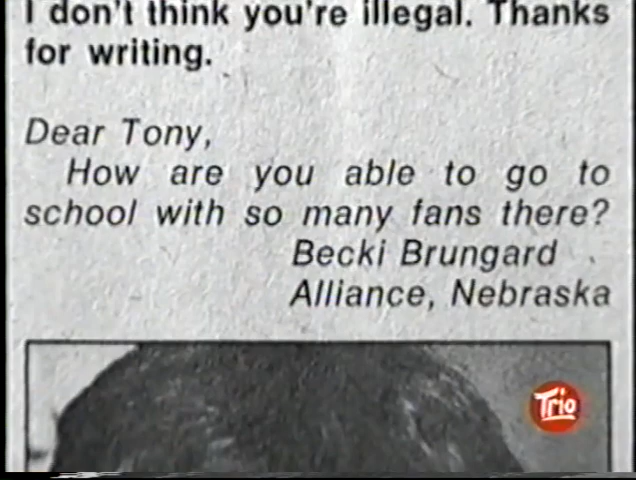 I don't think you're illegal. Thanks
for writing.
Dear Tony,
How are you able to go to
school with so many fans there?
Becki Brungard
Alliance, Nebraska
Trio